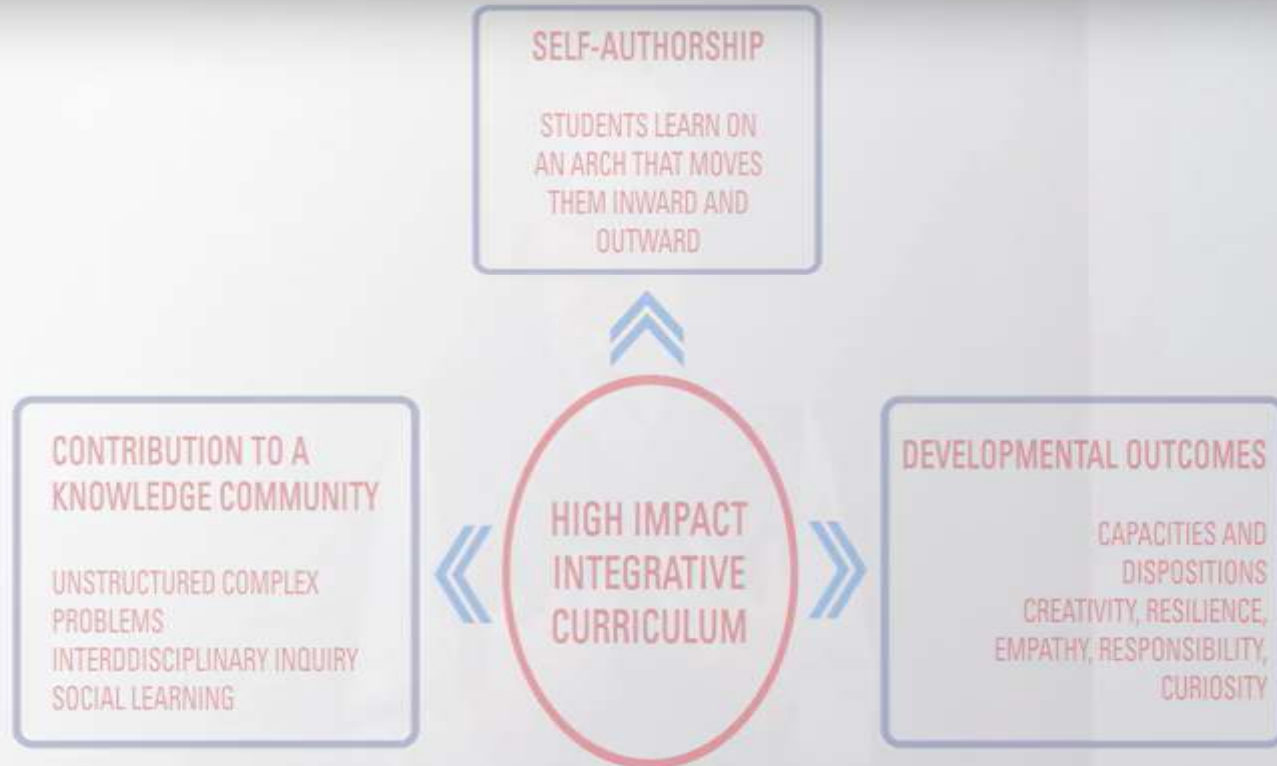 SELF-AUTHORSHIP
STUDENTS LEARN ON
AN ARCH THAT MOVES
THEM INWARD AND
OUTWARD
CONTRIBUTION TO A
KNOWLEDGE COMMUNITY
UNSTRUCTURED COMPLEX
PROBLEMS
INTERDDISCIPLINARY INQUIRY
SOCIAL LEARNING
HIGH IMPACT
INTEGRATIVE
CURRICULUM
DEVELOPMENTAL OUTCOMES
CAPACITIES AND
DISPOSITIONS
CREATIVITY, RESILIENCE,
EMPATHY, RESPONSIBILITY,
CURIOSITY